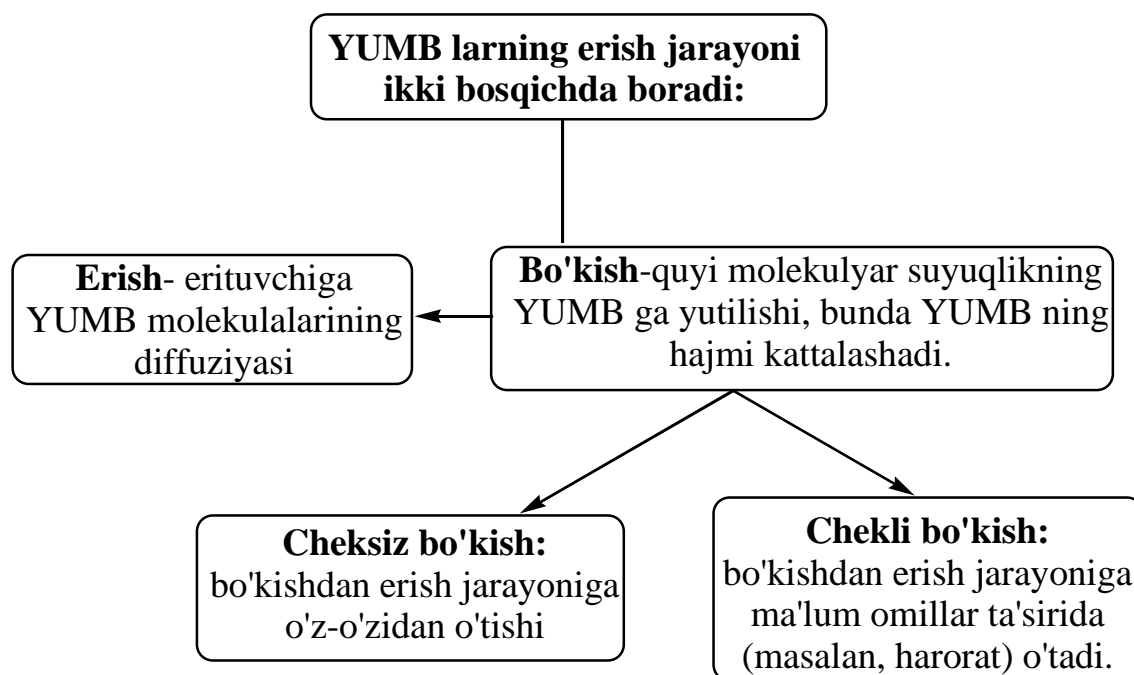 YUMB larning erish jarayoni
ikki bosqichda boradi:
Erish- erituvchiga
YUMB molekulalarining
diffuziyasi
Bo'kish-quyi molekulyar suyuqlikning
YUMB ga yutilishi, bunda YUMB ning
hajmi kattalashadi.
Cheksiz bo'kish:
bo'kishdan erish jarayoniga
o'z-o'zidan o'tishi
Chekli bo'kish:
bo'kishdan erish jarayoniga
ma'lum omillar ta'sirida
(masalan, harorat) o'tadi.